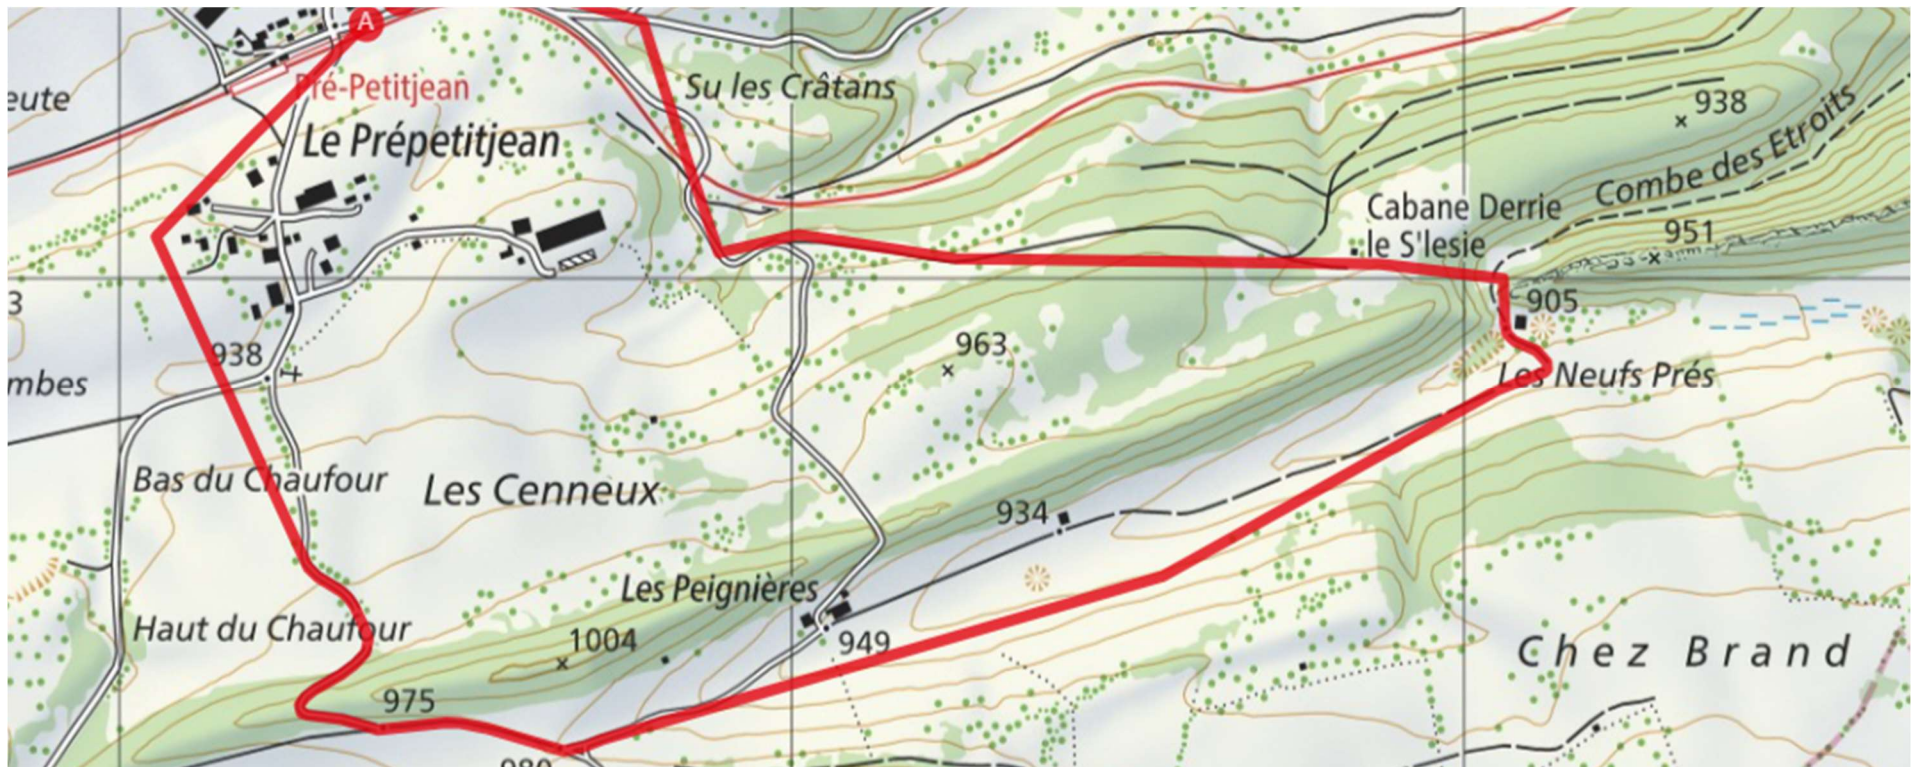 A
Pré-Petitjean
Su les Crâtans
eute
Le Prépetitjean
938
Combe des Etroits
Cabane Derrie
le S'lesie
951
3
905
938
963
mbes
Les Neufs Prés
Bas du Chaufour
Les Cenneux
934
Les Peignières
Haut du Chaufour
1004
949
Chez Brand
975
980